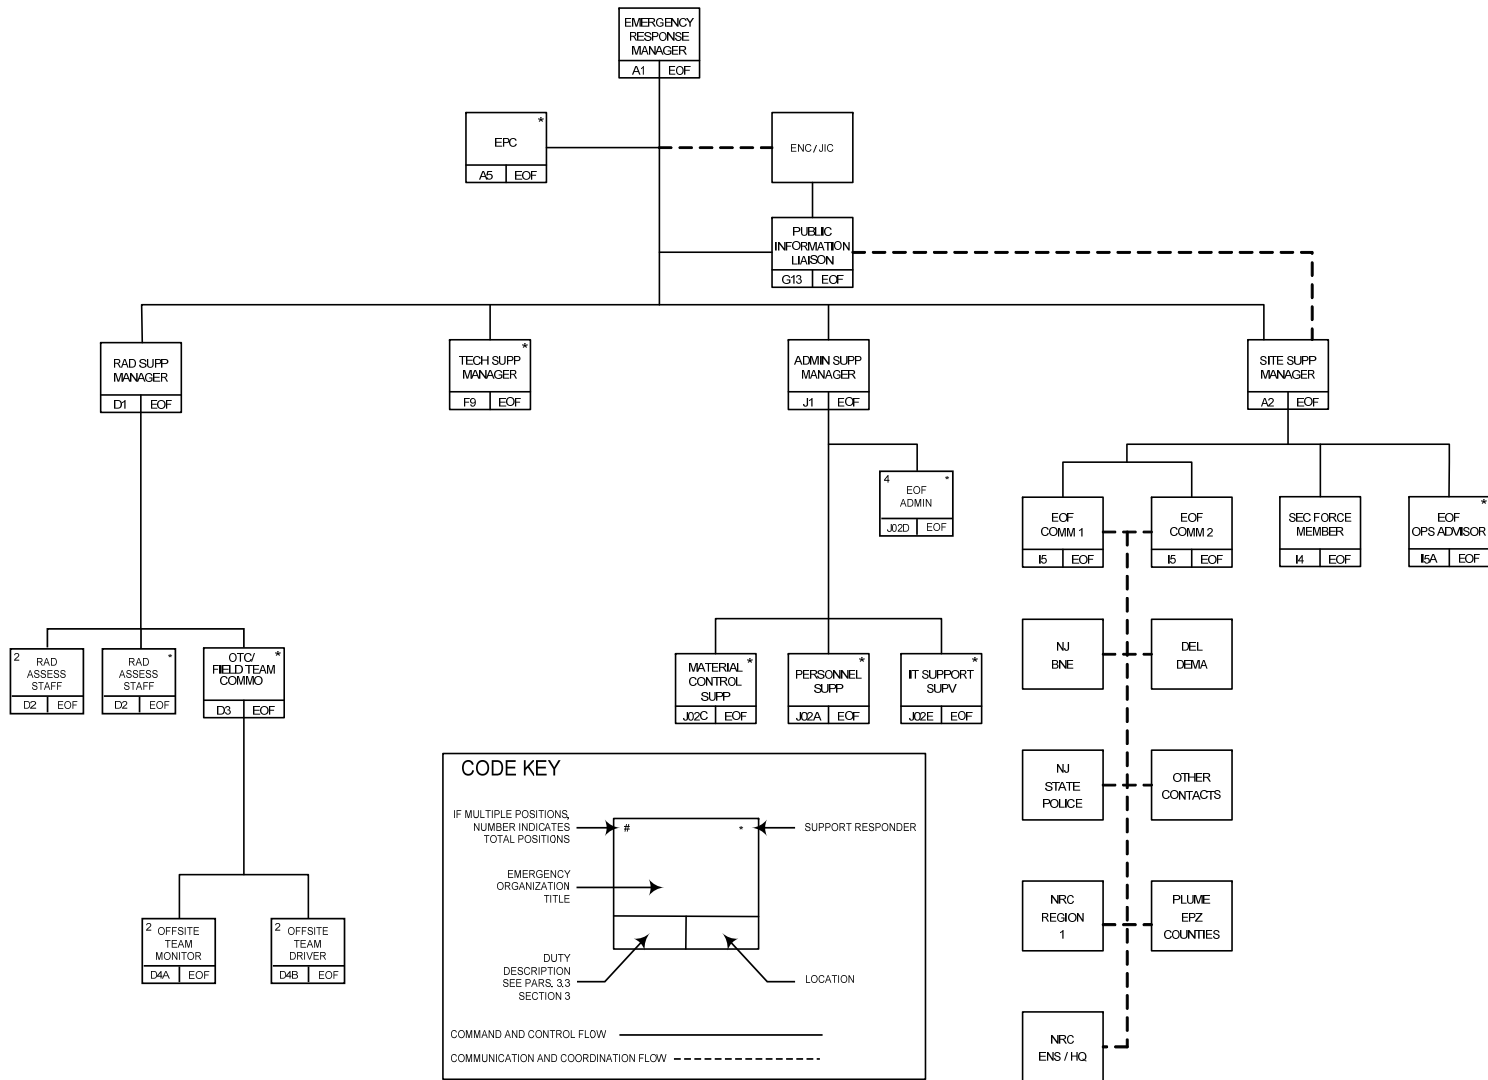 EMERGENCY
RESPONSE
MANAGER
A1 EOF
*
EPC
A5 EOF
ENC/JIC
PUBLIC
INFORMATION
LIAISON
G13 EOF
RAD SUPP
MANAGER
D1 EOF
*
TECH SUPP
MANAGER
F9 EOF
ADMIN SUPP
MANAGER
J1 EOF
SITE SUPP
MANAGER
A2 EOF
4 *
EOF
ADMIN
J02D EOF
EOF
COMM 1
I5 EOF
EOF
COMM 2
I5 EOF
SEC FORCE
MEMBER
I4 EOF
*
EOF
OPS ADVISOR
I5A EOF
2 RAD
ASSESS
STAFF
D2 EOF
RAD *
ASSESS
STAFF
D2 EOF
OTC/ *
FIELD TEAM
COMMO
D3 EOF
*
MATERIAL
CONTROL
SUPP
J02C EOF
*
PERSONNEL
SUPP
J02A EOF
*
IT SUPPORT
SUPV
J02E EOF
NJ
BNE
DEL
DEMA
NJ
STATE
POLICE
OTHER
CONTACTS
NRC
REGION
1
PLUME
EPZ
COUNTIES
NRC
ENS / HQ
2 OFFSITE
TEAM
MONITOR
D4A EOF
2 OFFSITE
TEAM
DRIVER
D4B EOF
CODE KEY
IF MULTIPLE POSITIONS,
NUMBER INDICATES
TOTAL POSITIONS
# *
SUPPORT RESPONDER
EMERGENCY
ORGANIZATION
TITLE
DUTY
DESCRIPTION
SEE PARS. 3.3
SECTION 3
LOCATION
COMMAND AND CONTROL FLOW
COMMUNICATION AND COORDINATION FLOW